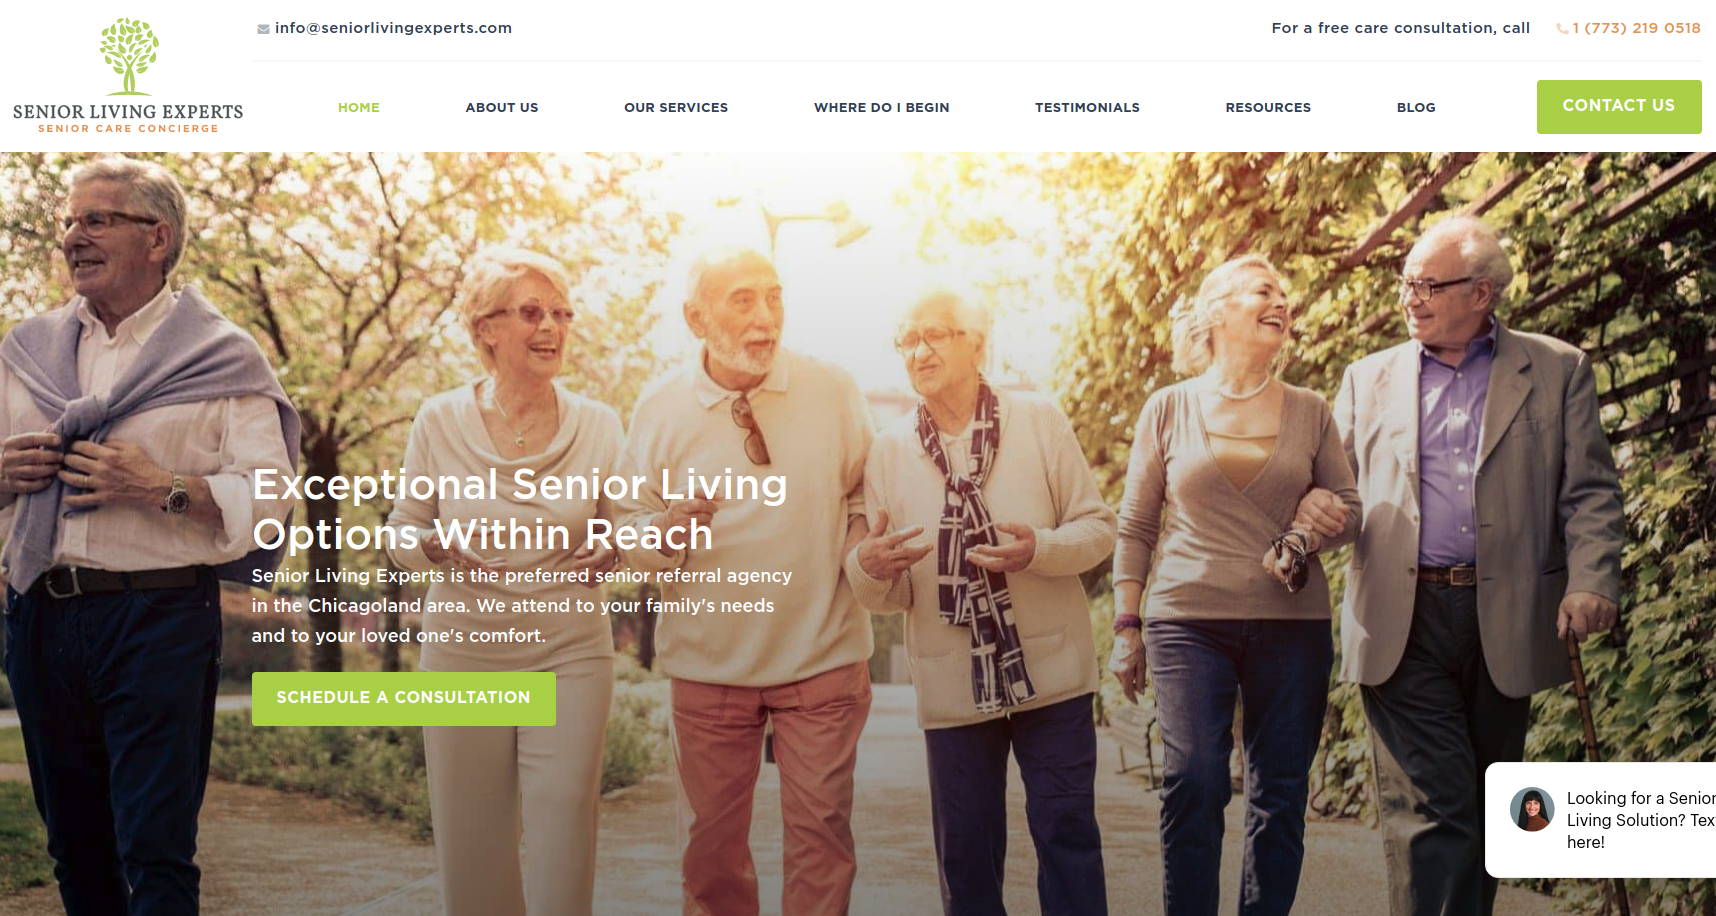 info@seniorlivingexperts.com
For a free care consultation, call
1 (773) 219 0518
SENIOR LIVING EXPERTS
SENIOR CARE CONCIERGE
HOME
ABOUT US
OUR SERVICES
WHERE DO I BEGIN
TESTIMONIALS
RESOURCES
BLOG
CONTACT US
Exceptional Senior Living
Options Within Reach
Senior Living Experts is the preferred senior referral agency
in the Chicagoland area. We attend to your family's needs
and to your loved one's comfort.
SCHEDULE A CONSULTATION
Looking for a Senior
Living Solution? Tex
here!